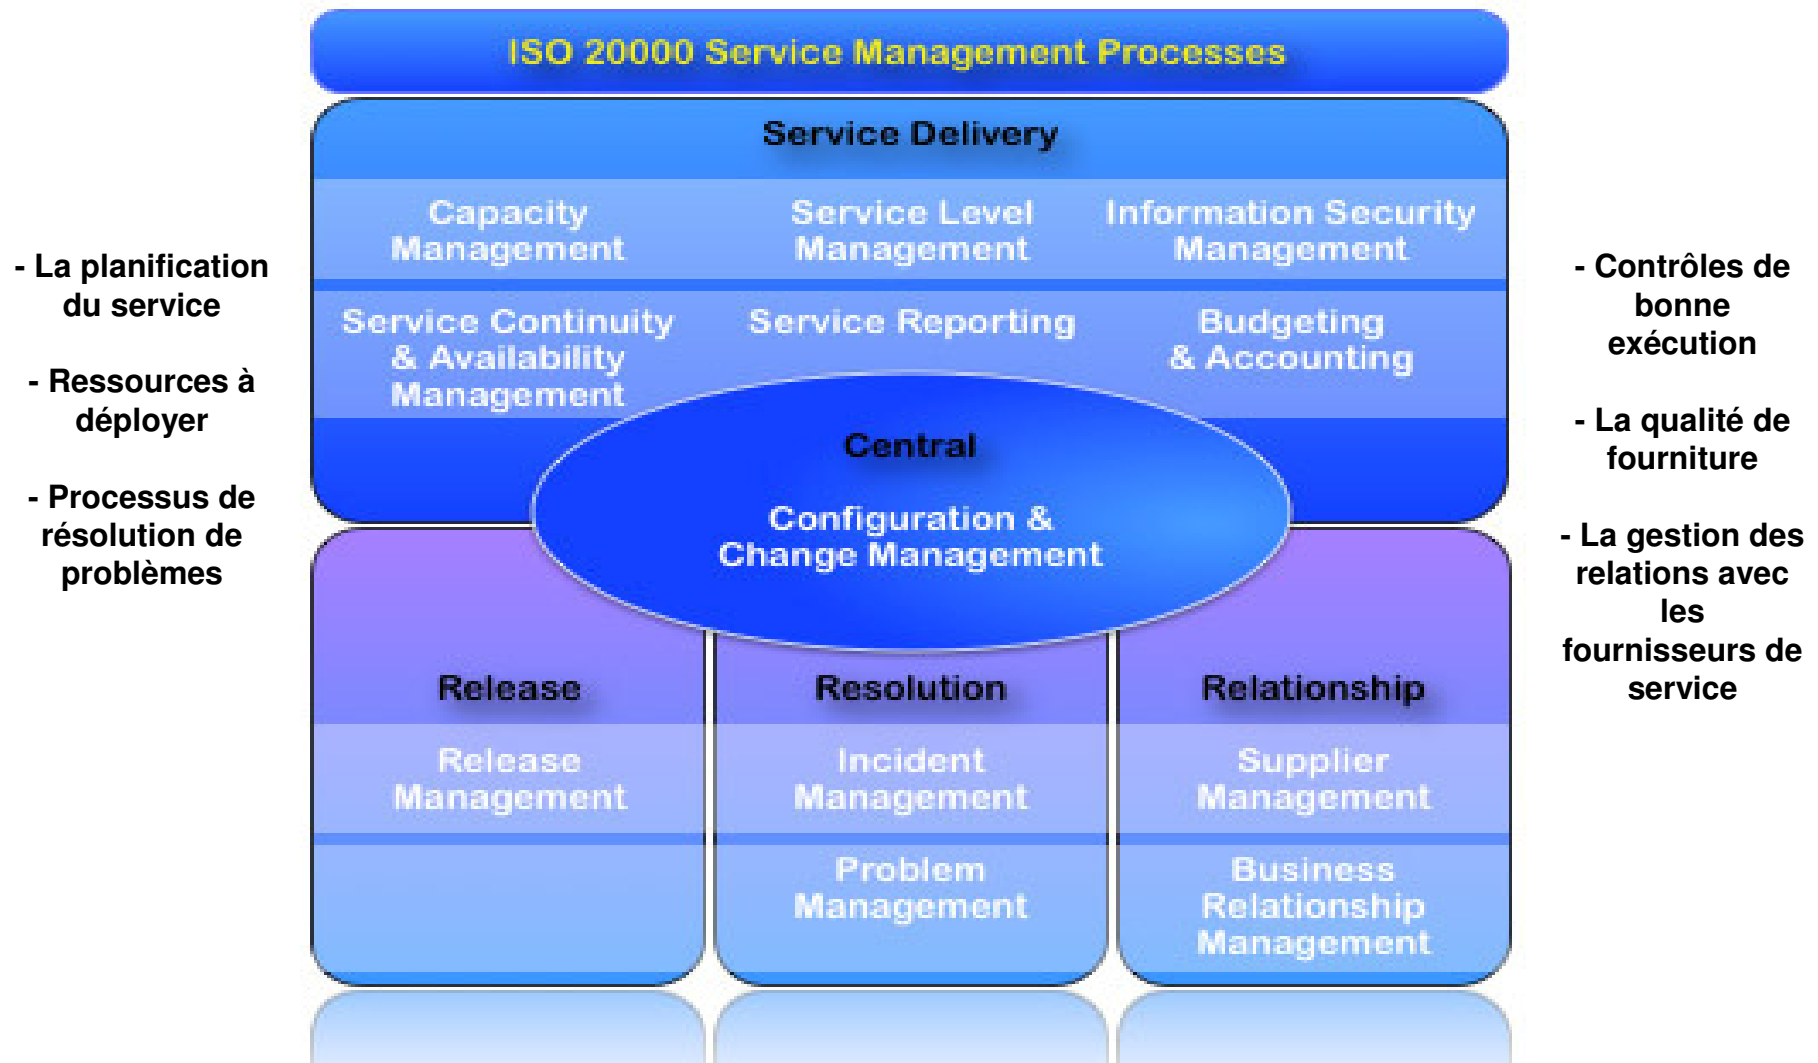 ISO 20000 Service Management Processes
- La planification
du service
- Ressources à
déployer
- Processus de
résolution de
problèmes
Service Delivery
Capacity
Management
Service Level
Management
Information Security
Management
Service Continuity
& Availability
Management
Service Reporting
Budgeting
& Accounting
Central
Configuration &
Change Management
Release
Release
Management
Resolution
Incident
Management
Problem
Management
Relationship
Supplier
Management
Business
Relationship
Management
- Contrôles de
bonne
exécution
- La qualité de
fourniture
- La gestion des
relations avec
les
fournisseurs de
service